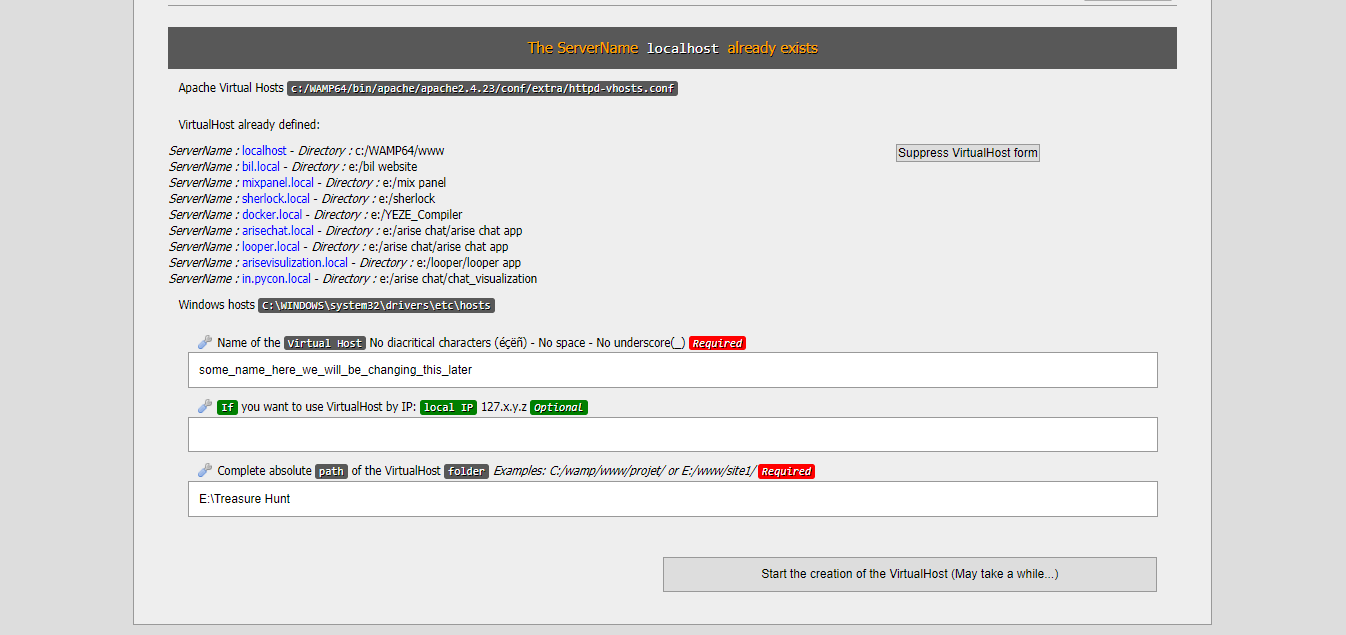 The ServerName localhost already exists
Apache Virtual Hosts c:/WAMP64/bin/apache/apache2.4.23/conf/extra/httpd-vhosts.conf
VirtualHost already defined:
ServerName : localhost - Directory : c:/WAMP64/www
Suppress VirtualHost form
ServerName : bil.local - Directory : e:/bil website
ServerName : mixpanel.local - Directory : e:/mix panel
ServerName : sherlock.local - Directory : e:/sherlock
ServerName : docker.local - Directory : e:/YEZE_Compiler
ServerName : arisechat.local - Directory : e:/arise chat/arise chat app
ServerName : looper.local - Directory : e:/arise chat/arise chat app
ServerName : arisevisulization.local - Directory : e:/looper/looper app
ServerName : in.pycon.local - Directory : e:/arise chat/chat_visualization
Windows hosts C:\WINDOWS\system32\drivers\etc\hosts
Name of the Virtual Host No diacritical characters (éçëñ) - No space - No underscore(_) Required
some_name_here_we_will_be_changing_this_later
If you want to use VirtualHost by IP: local IP 127.x.y.z Optional
Complete absolute path of the VirtualHost folder Examples: C:/wamp/www/projet/ or E:/www/site1/ Required
E:\Treasure Hunt
Start the creation of the VirtualHost (May take a while...)